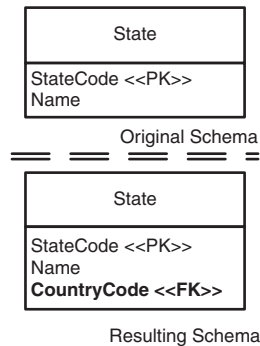 State
StateCode <<PK>>
Name
Original Schema
State
StateCode <<PK>>
Name
CountryCode <<FK>>
Resulting Schema